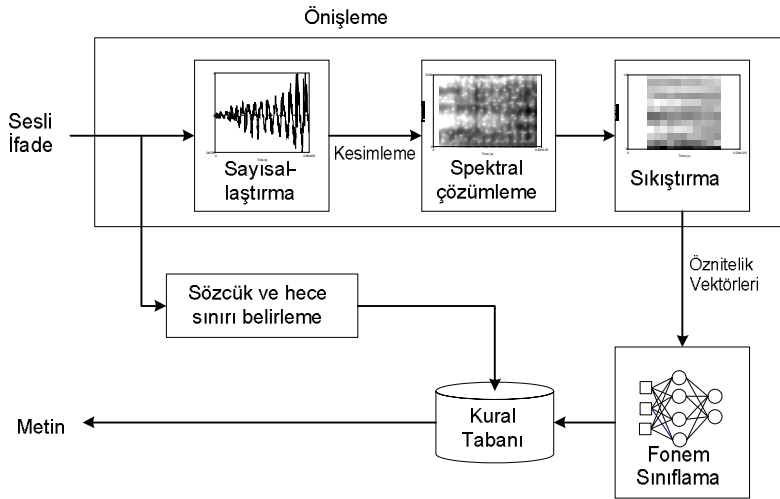 Önişleme
Sesli
İfade
Sayısal-
laştırma
Kesimleme
Spektral
çözümleme
Sıkıştırma
Öznitelik
Vektörleri
Sözcük ve hece
sınırı belirleme
Metin
Kural
Tabanı
Fonem
Sınıflama